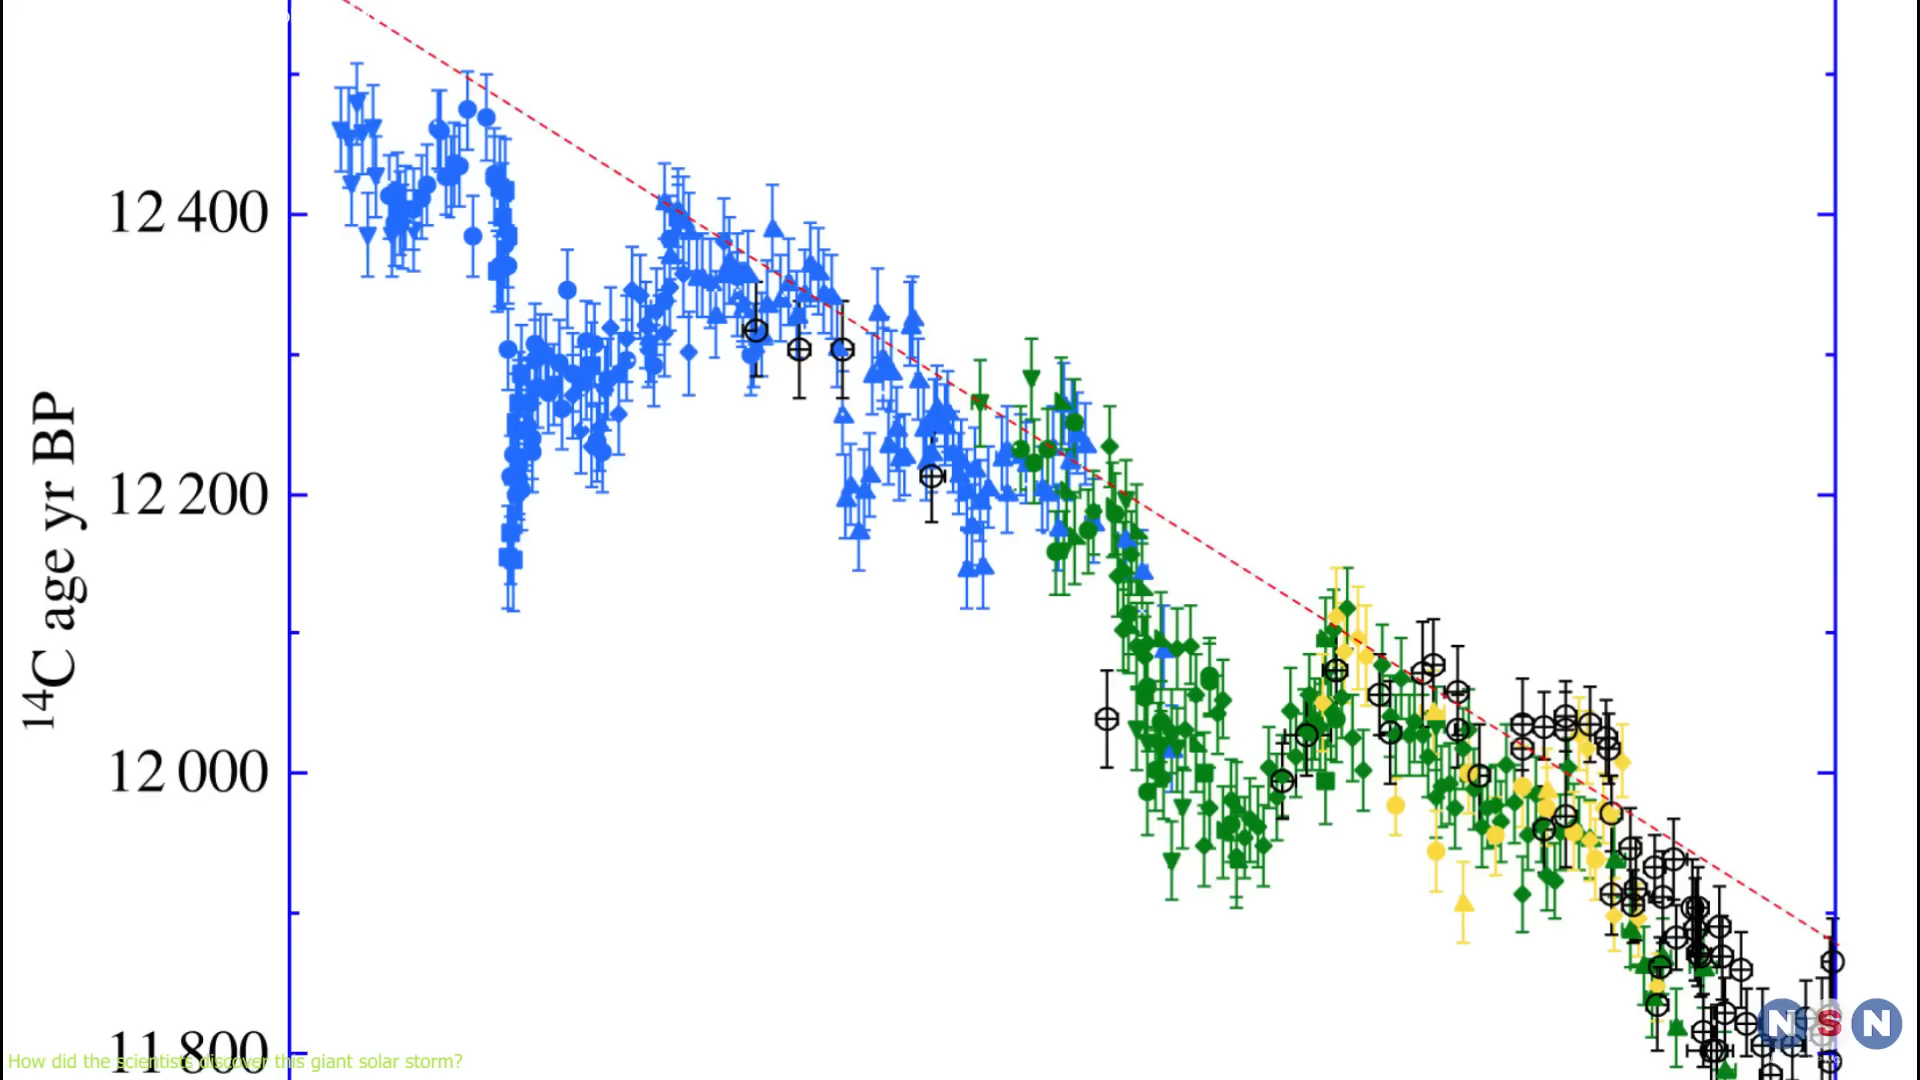 12 400
12 200
12 000
11 800
¹⁴C age yr BP
How did the scientists discover this giant solar storm?
N S N